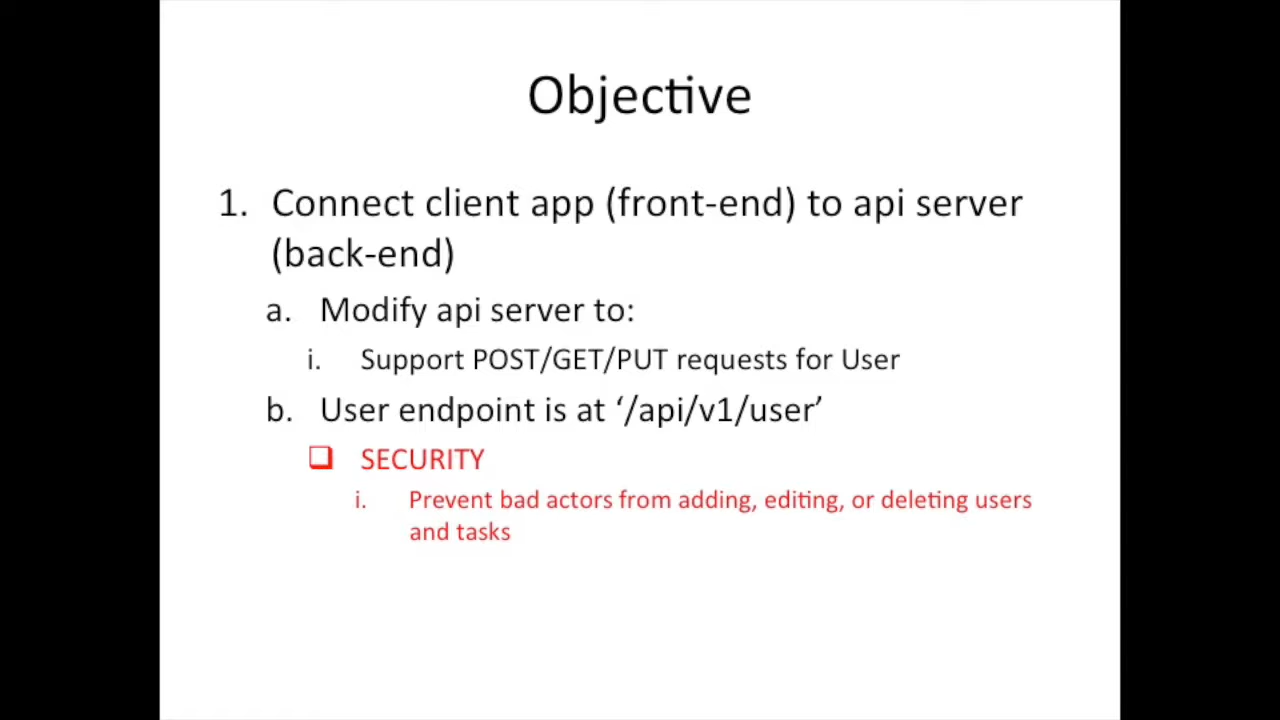 Objective
1. Connect client app (front-end) to api server
(back-end)
a. Modify api server to:
i. Support POST/GET/PUT requests for User
b. User endpoint is at ‘/api/v1/user’
❑ SECURITY
i. Prevent bad actors from adding, editing, or deleting users
and tasks